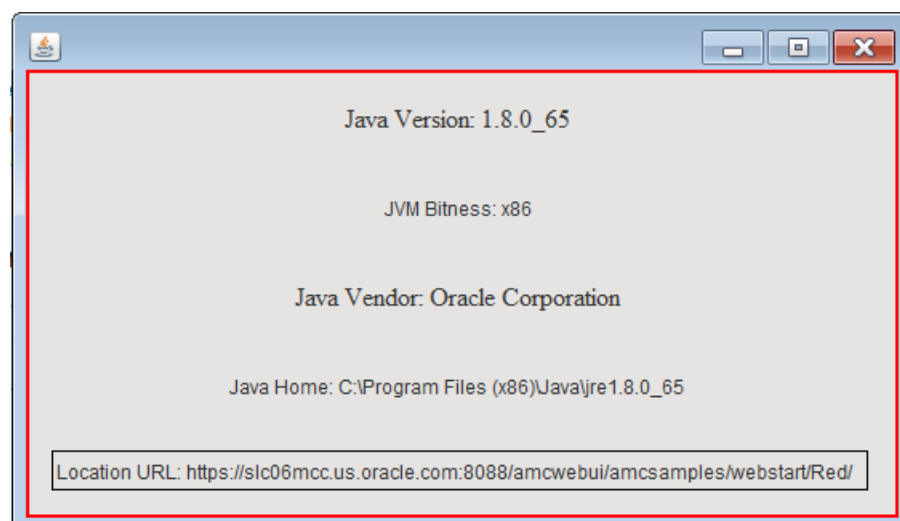 Java Version: 1.8.0_65
JVM Bitness: x86
Java Vendor: Oracle Corporation
Java Home: C:\Program Files (x86)\Java\jre1.8.0_65
Location URL: https://slc06mcc.us.oracle.com:8088/amcwebui/amcsamples/webstart/Red/